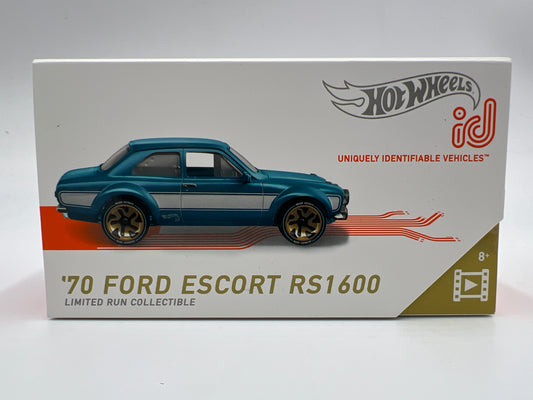 Hot Wheels
id
UNIQUELY IDENTIFIABLE VEHICLES™
8+
'70 FORD ESCORT RS1600
LIMITED RUN COLLECTIBLE